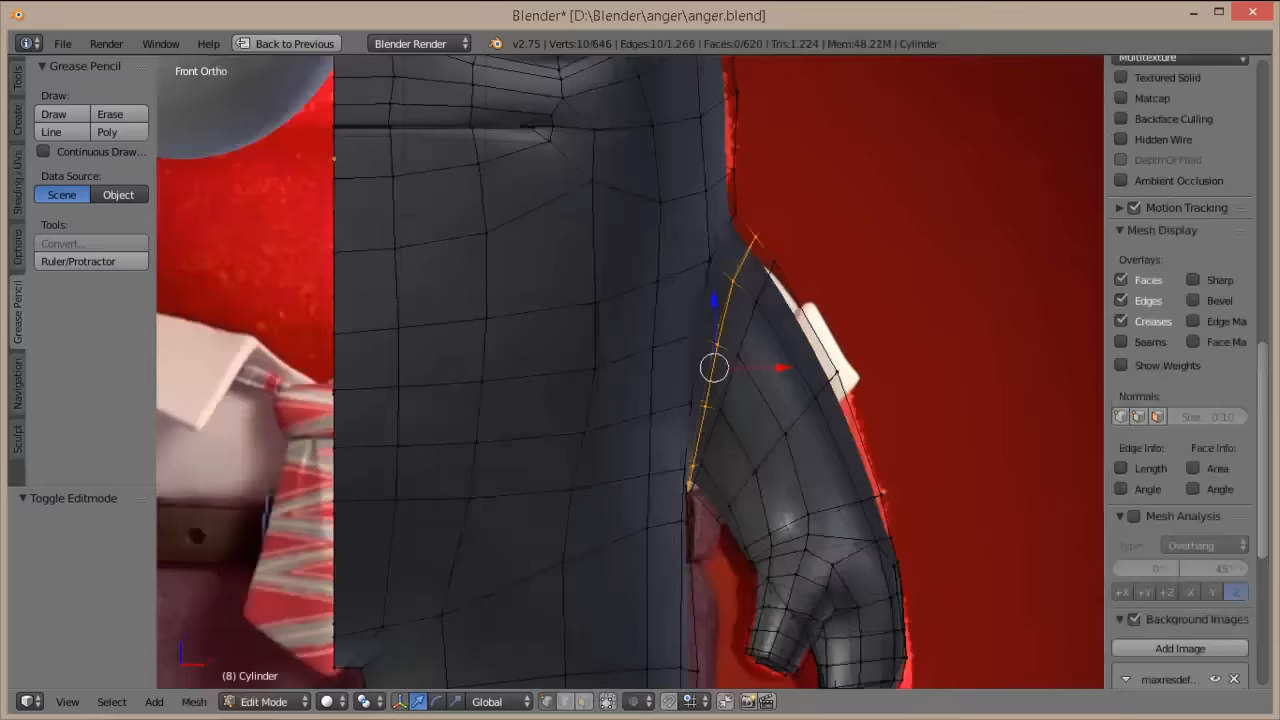 Blender* [D:\Blender\anger\anger.blend]
File Render Window Help Back to Previous Blender Render v2.75 | Verts:10/646 | Edges:10/1,266 | Faces:0/620 | Tris:1,224 | Mem:48.22M | Cylinder
Grease Pencil
Front Ortho
Multitexture
Textured Solid
Draw:
Draw Erase
Line Poly
Continuous Draw...
Data Source:
Scene Object
Tools:
Convert...
Ruler/Protractor
Toggle Editmode
Tools
Create
Shading / UVs
Options
Grease Pencil
Navigation
Sculpt
Matcap
Backface Culling
Hidden Wire
Depth Of Field
Ambient Occlusion
Motion Tracking
Mesh Display
Overlays:
Faces Sharp
Edges Bevel
Creases Edge Ma
Seams Face Ma
Show Weights
Normals:
Size: 0.10
Edge Info: Face Info:
Length Area
Angle Angle
Mesh Analysis
Type: Overhang
0° 45°
+X +Y +Z -X -Y -Z
Background Images
Add Image
maxresdef...
(8) Cylinder
View Select Add Mesh Edit Mode Global